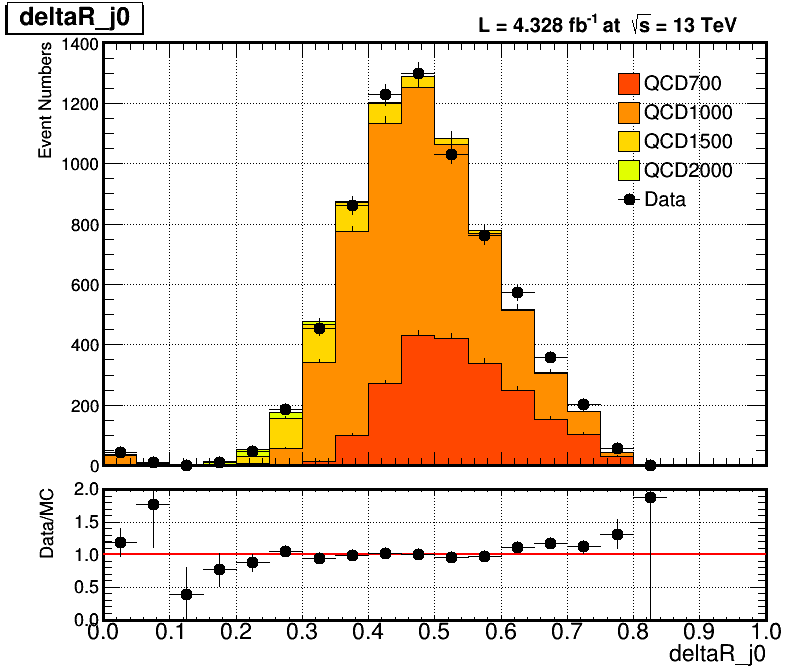 deltaR_j0
L = 4.328 fb⁻¹ at √s = 13 TeV
Event Numbers
1400
1200
1000
800
600
400
200
0
QCD700
QCD1000
QCD1500
QCD2000
Data
Data/MC
2.0
1.5
1.0
0.5
0.0
0.0 0.1 0.2 0.3 0.4 0.5 0.6 0.7 0.8 0.9 1.0
deltaR_j0